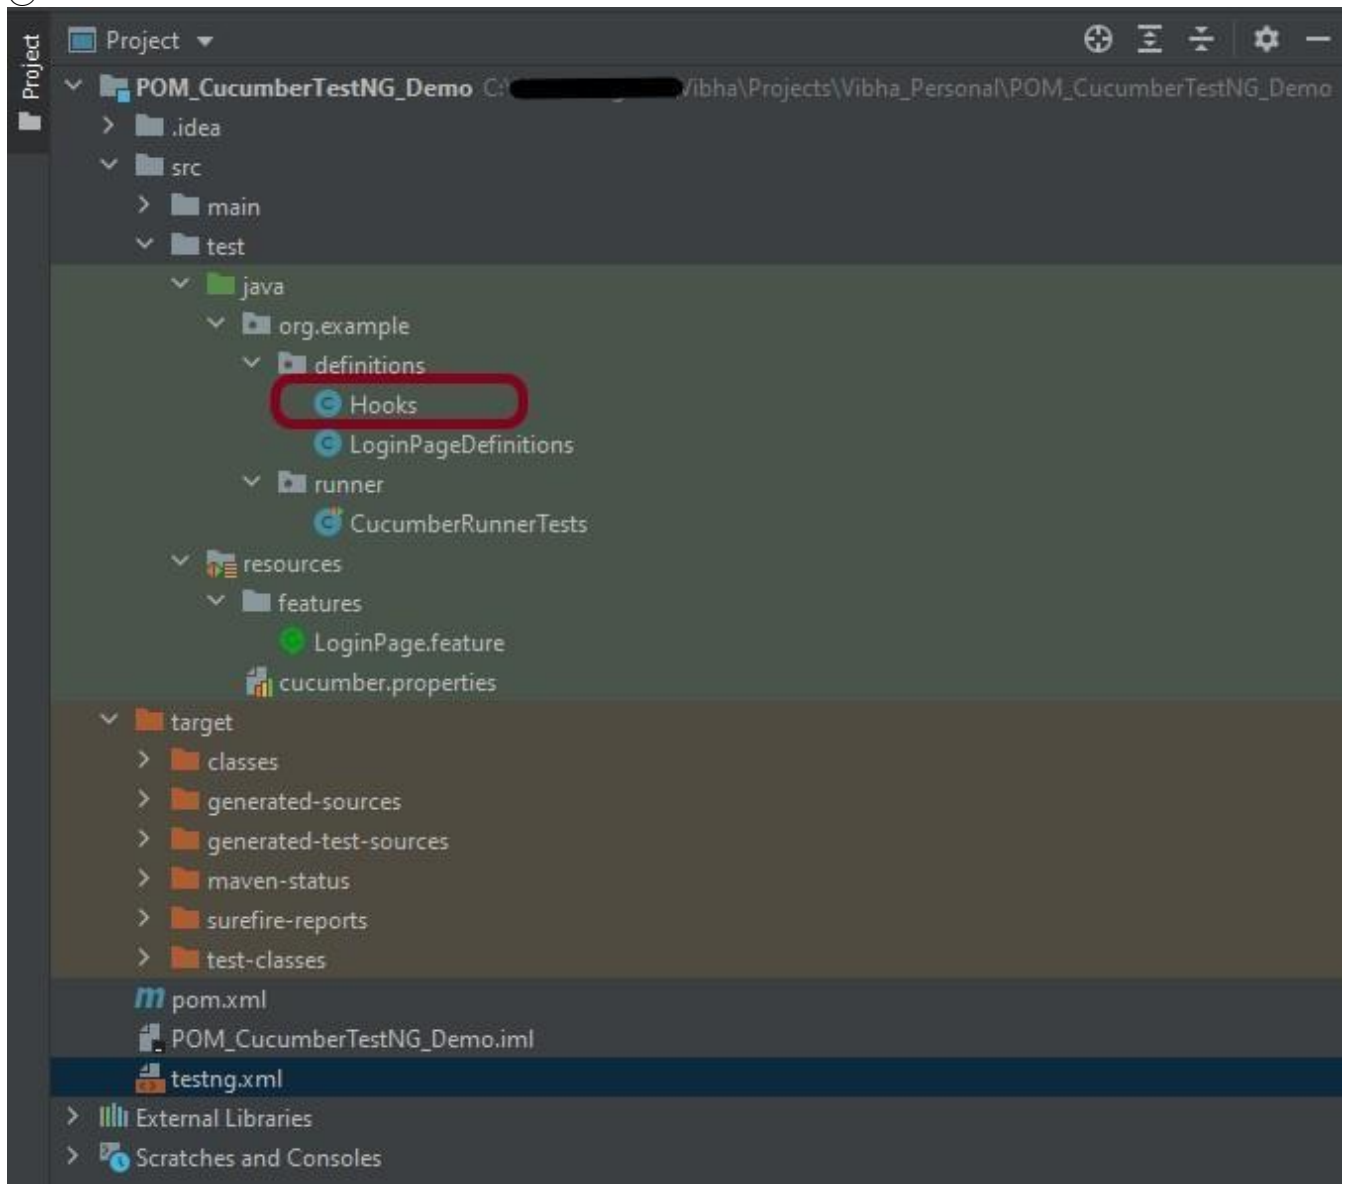 Project
Project
POM_CucumberTestNG_Demo C:\ Vibha\Projects\Vibha_Personal\POM_CucumberTestNG_Demo
.idea
src
main
test
java
org.example
definitions
Hooks
LoginPageDefinitions
runner
CucumberRunnerTests
resources
features
LoginPage.feature
cucumber.properties
target
classes
generated-sources
generated-test-sources
maven-status
surefire-reports
test-classes
pom.xml
POM_CucumberTestNG_Demo.iml
testng.xml
External Libraries
Scratches and Consoles